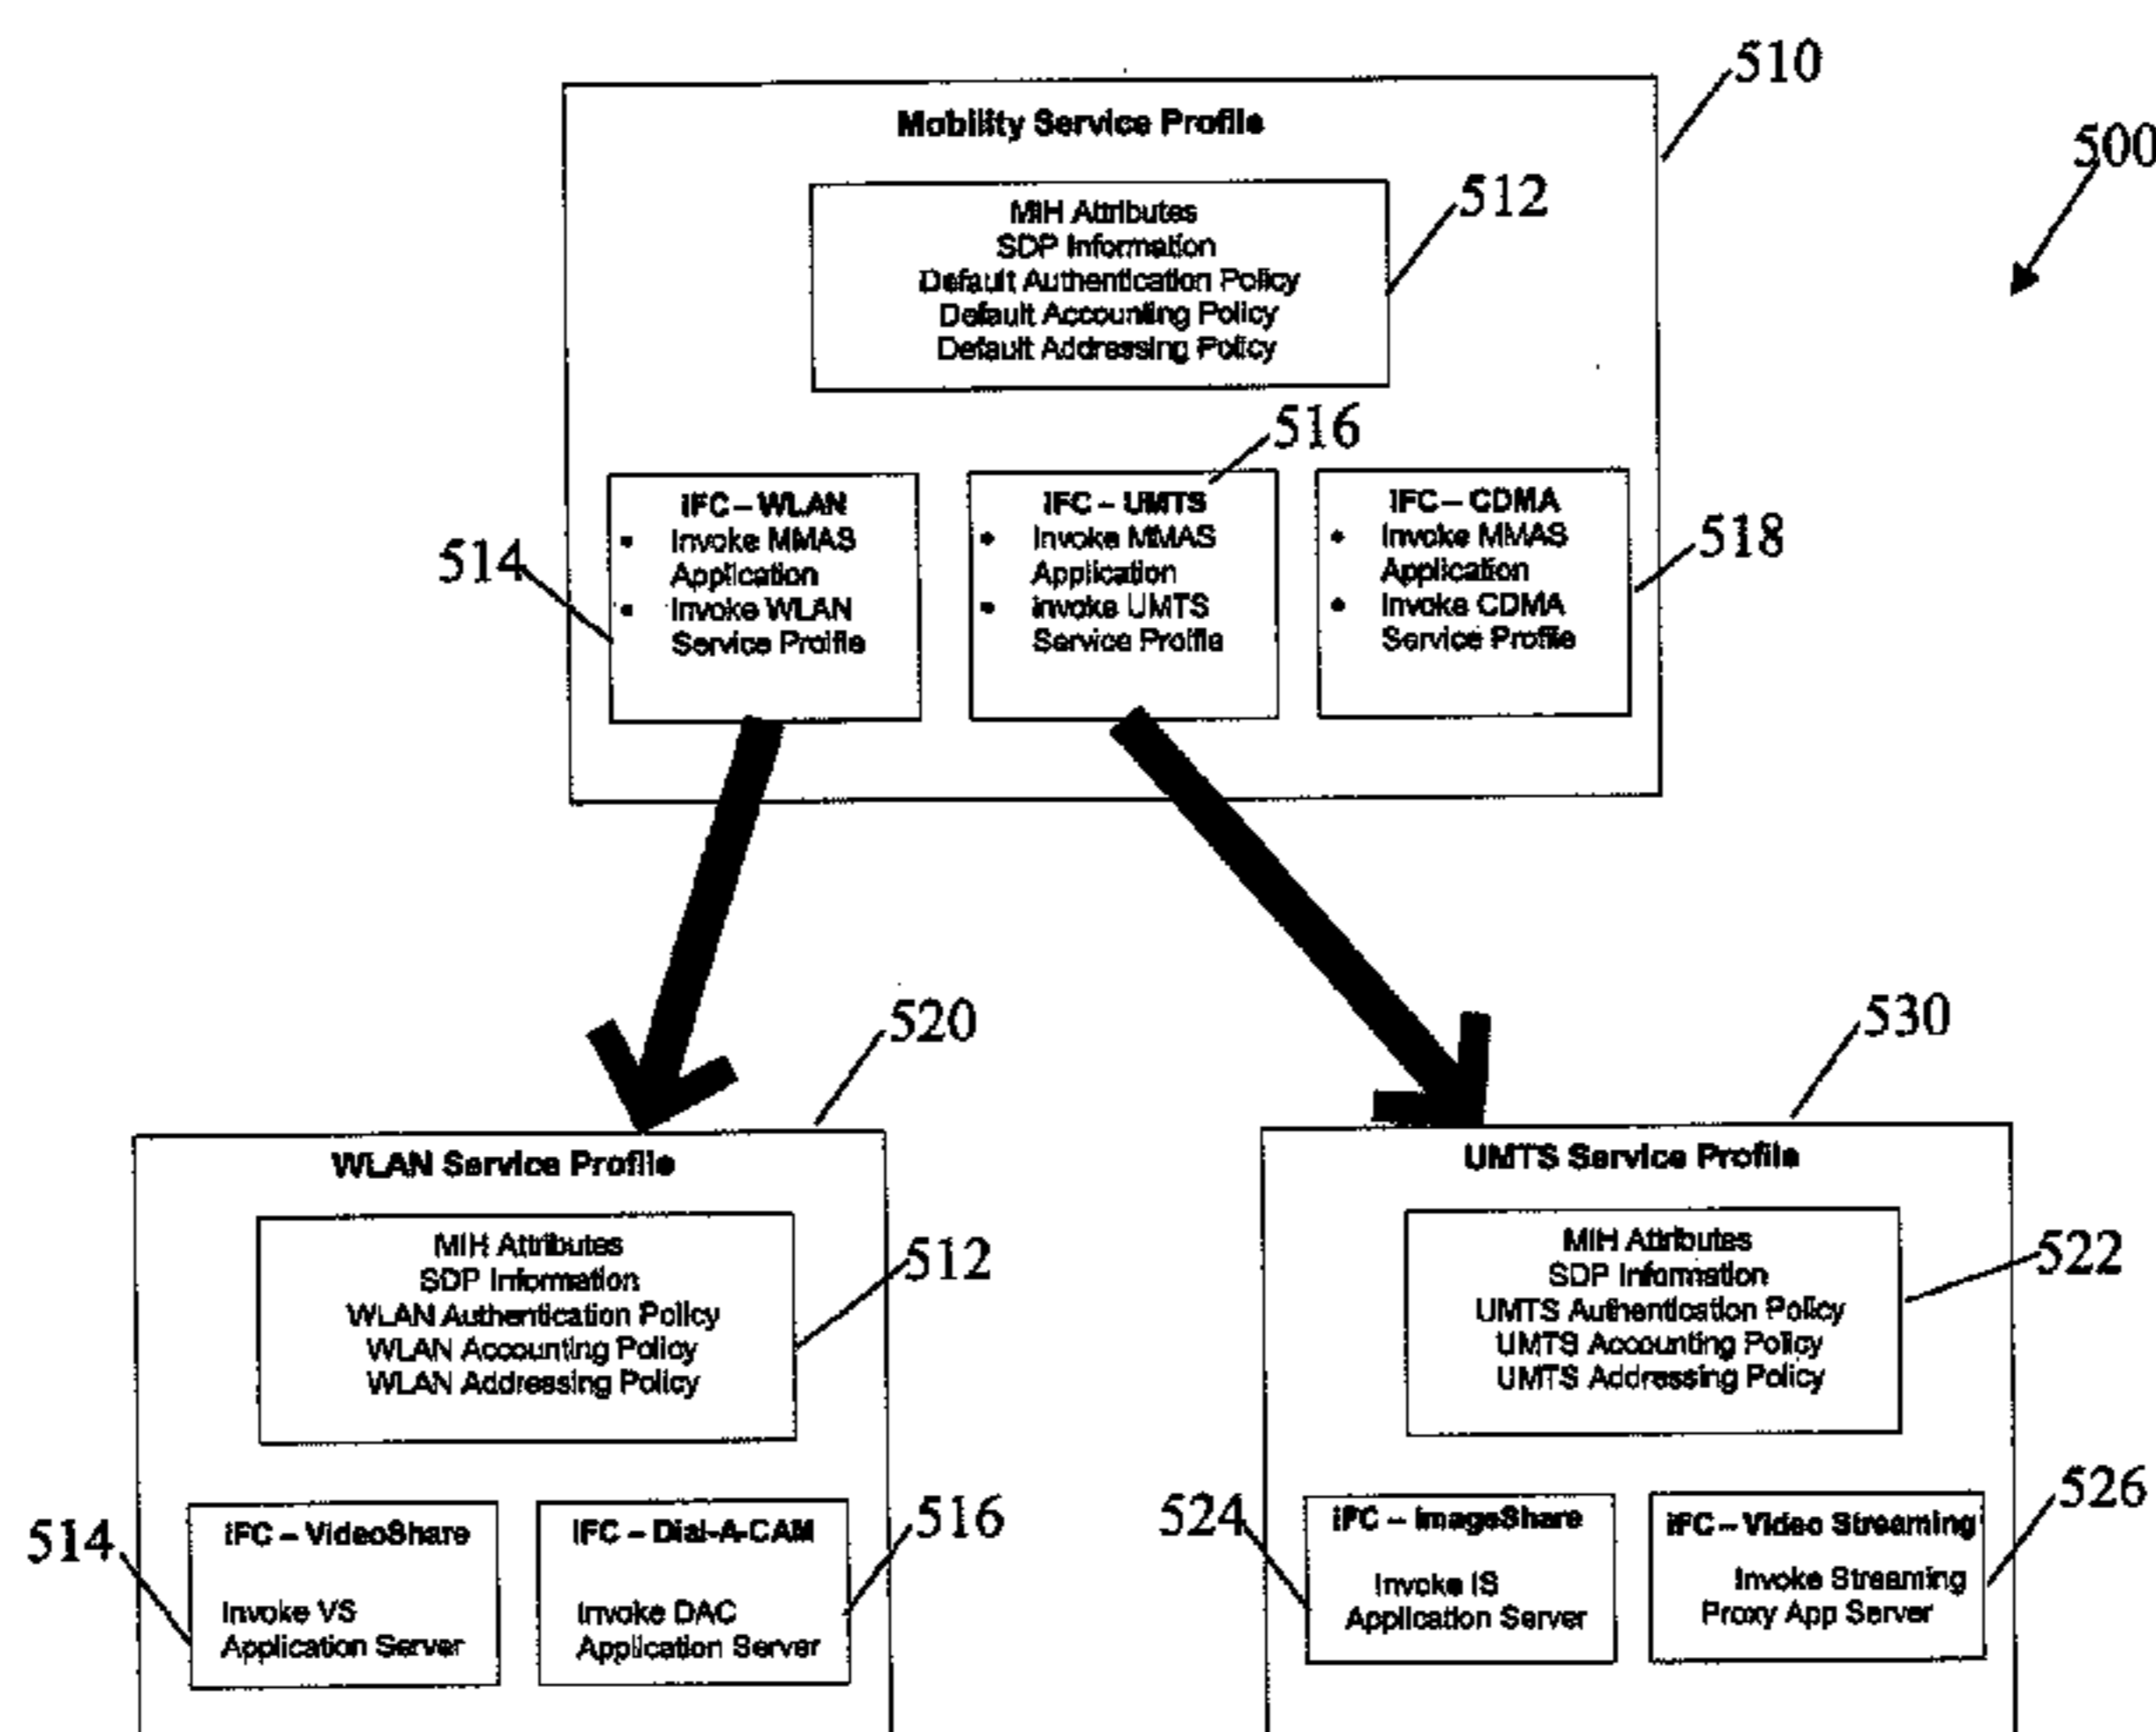 510
Mobility Service Profile
500
512
MIH Attributes
SDP Information
Default Authentication Policy
Default Accounting Policy
Default Addressing Policy
516
iFC – WLAN
• Invoke MMAS
Application
• Invoke WLAN
Service Proifle
514
iFC – UMTS
• Invoke MMAS
Application
• Invoke UMTS
Service Proifle
iFC – CDMA
• Invoke MMAS
Application
• Invoke CDMA
Service Profile
518
520
530
WLAN Service Profile
MIH Attributes
SDP Information
WLAN Authentication Policy
WLAN Accounting Policy
WLAN Addressing Policy
512
UMTS Service Profile
MIH Attributes
SDP Information
UMTS Authentication Policy
UMTS Accounting Policy
UMTS Addressing Policy
522
514
iFC – VideoShare
Invoke VS
Application Server
iFC – Dial-A-CAM
Invoke DAC
Application Server
516
524
iFC – ImageShare
Invoke IS
Application Server
iFC – Video Streaming
Invoke Streaming
Proxy App Server
526